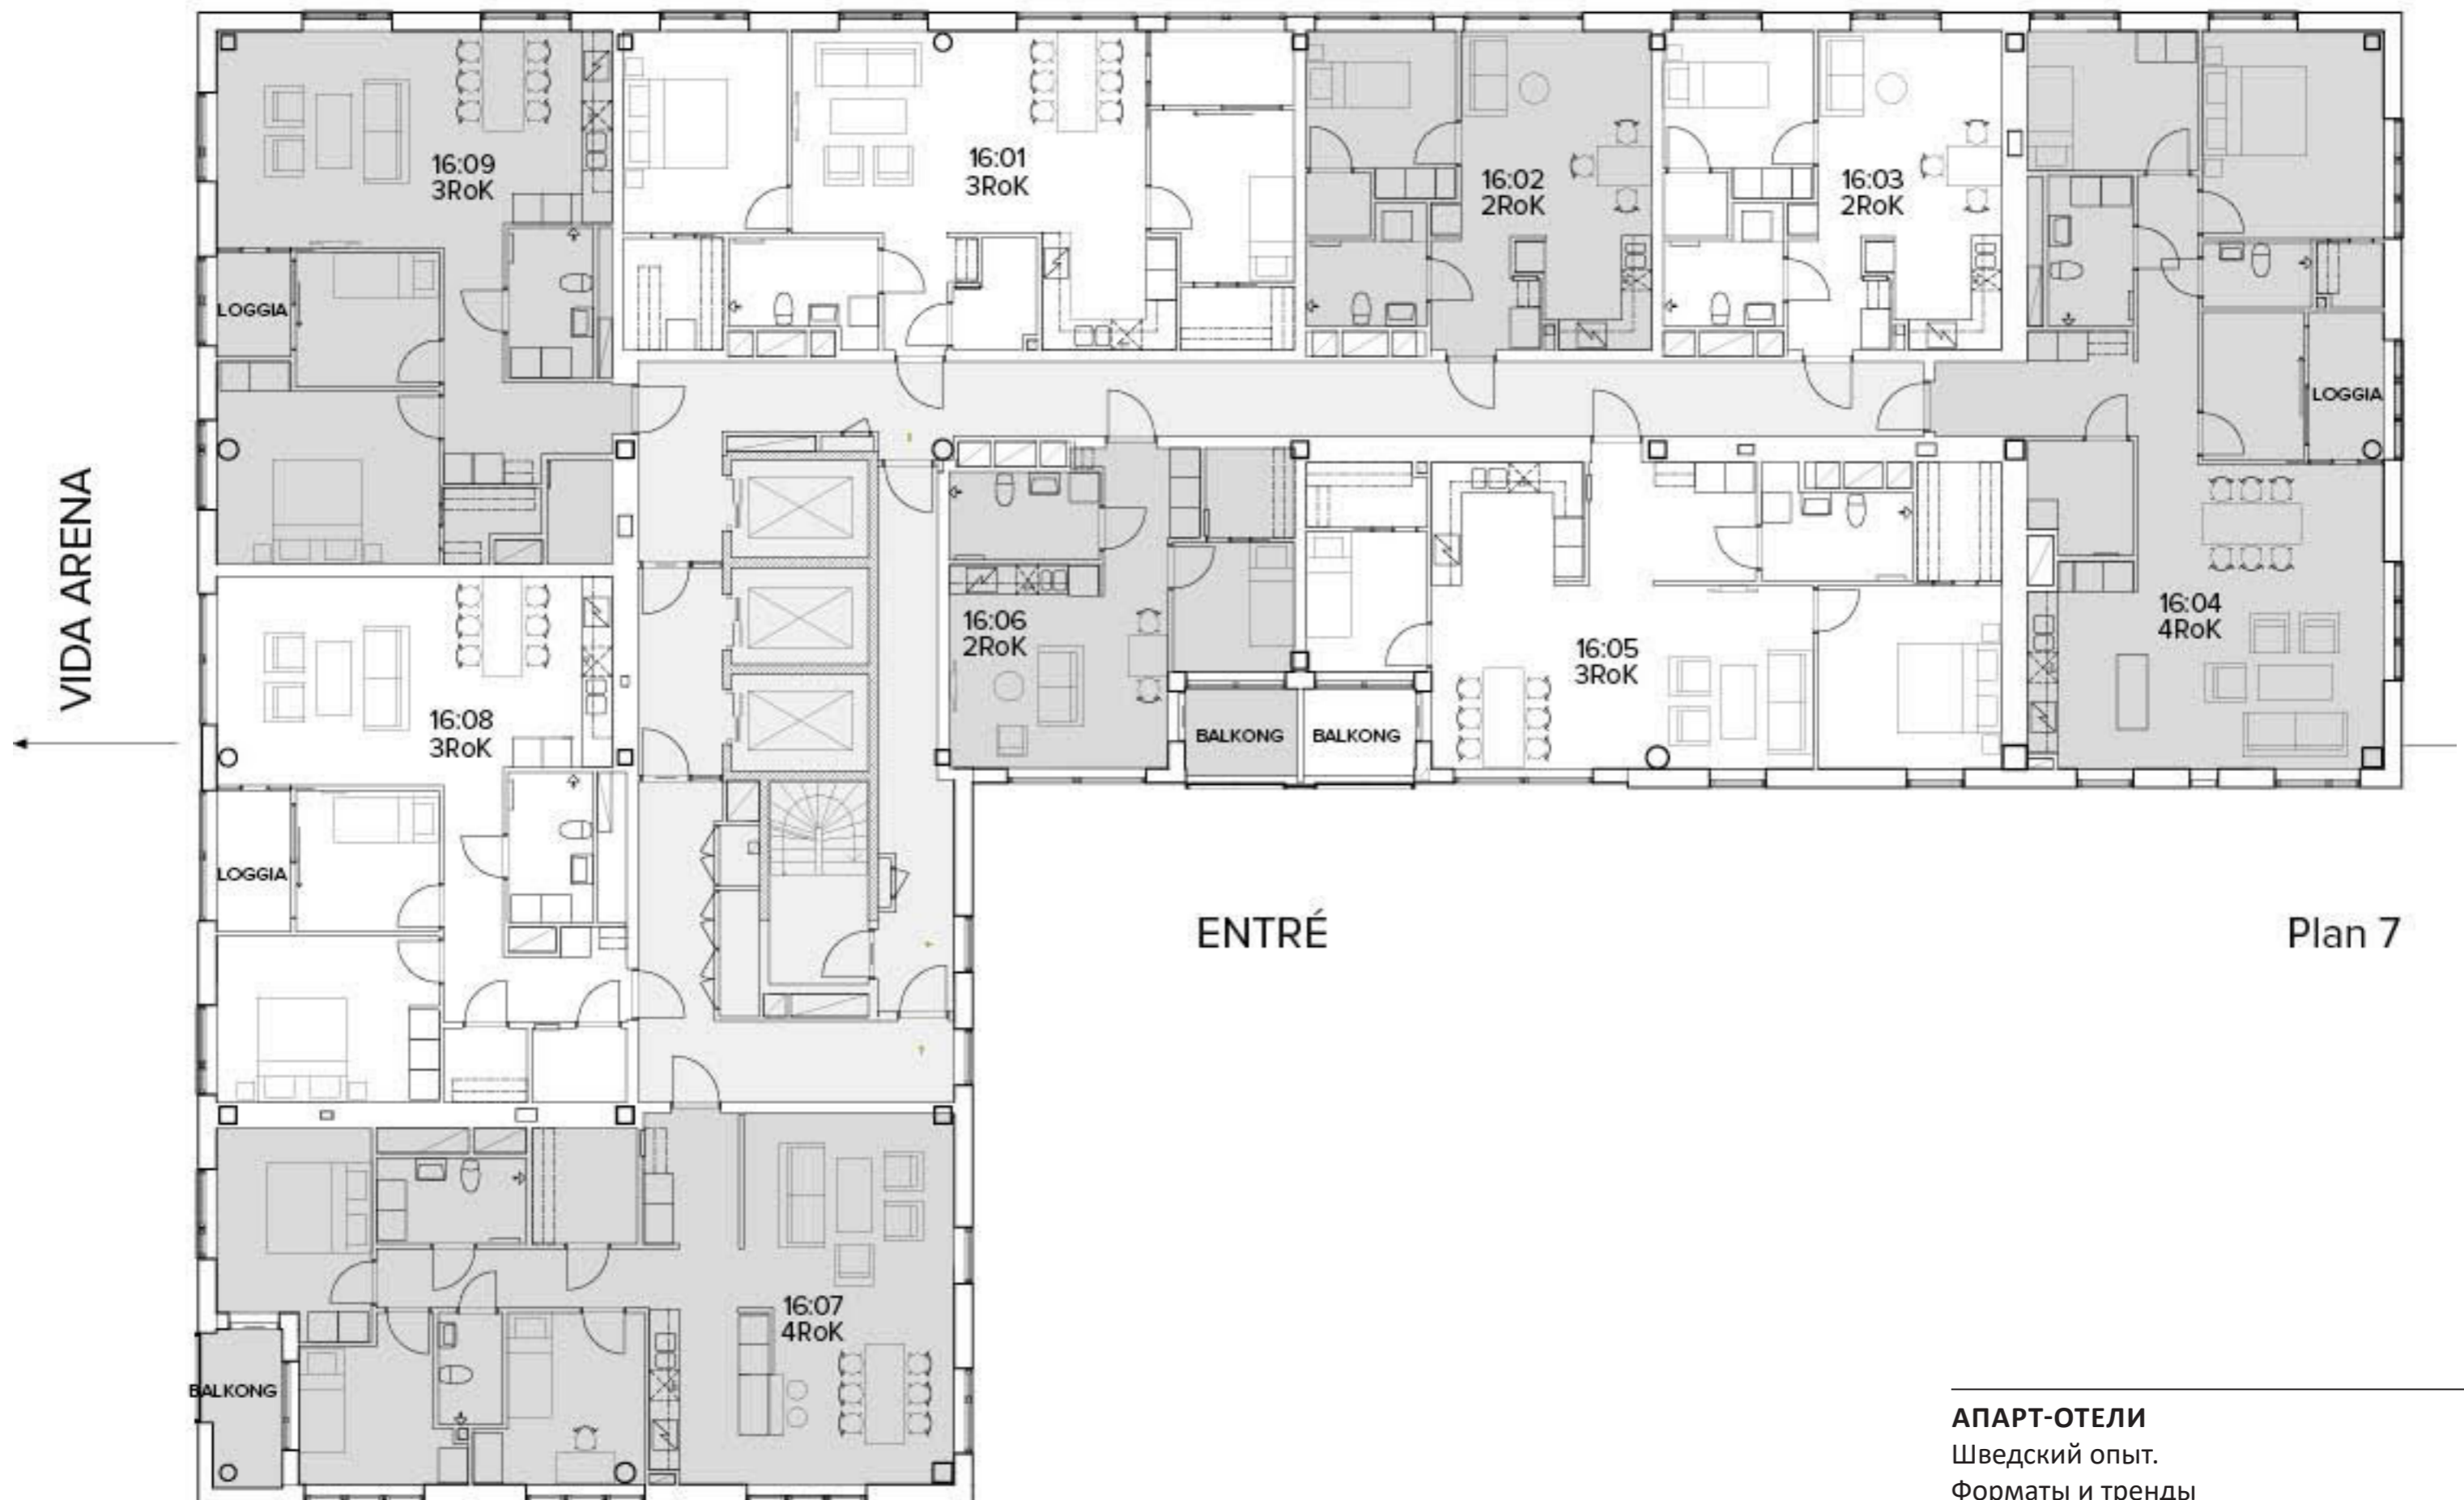 16:09
3RoK
16:01
3RoK
16:02
2RoK
16:03
2RoK
LOGGIA
LOGGIA
VIDA ARENA
16:06
2RoK
16:05
3RoK
16:04
4RoK
16:08
3RoK
BALKONG
BALKONG
LOGGIA
ENTRÉ
Plan 7
16:07
4RoK
BALKONG
АПАРТ-ОТЕЛИ
Шведский опыт.
Форматы и тренды